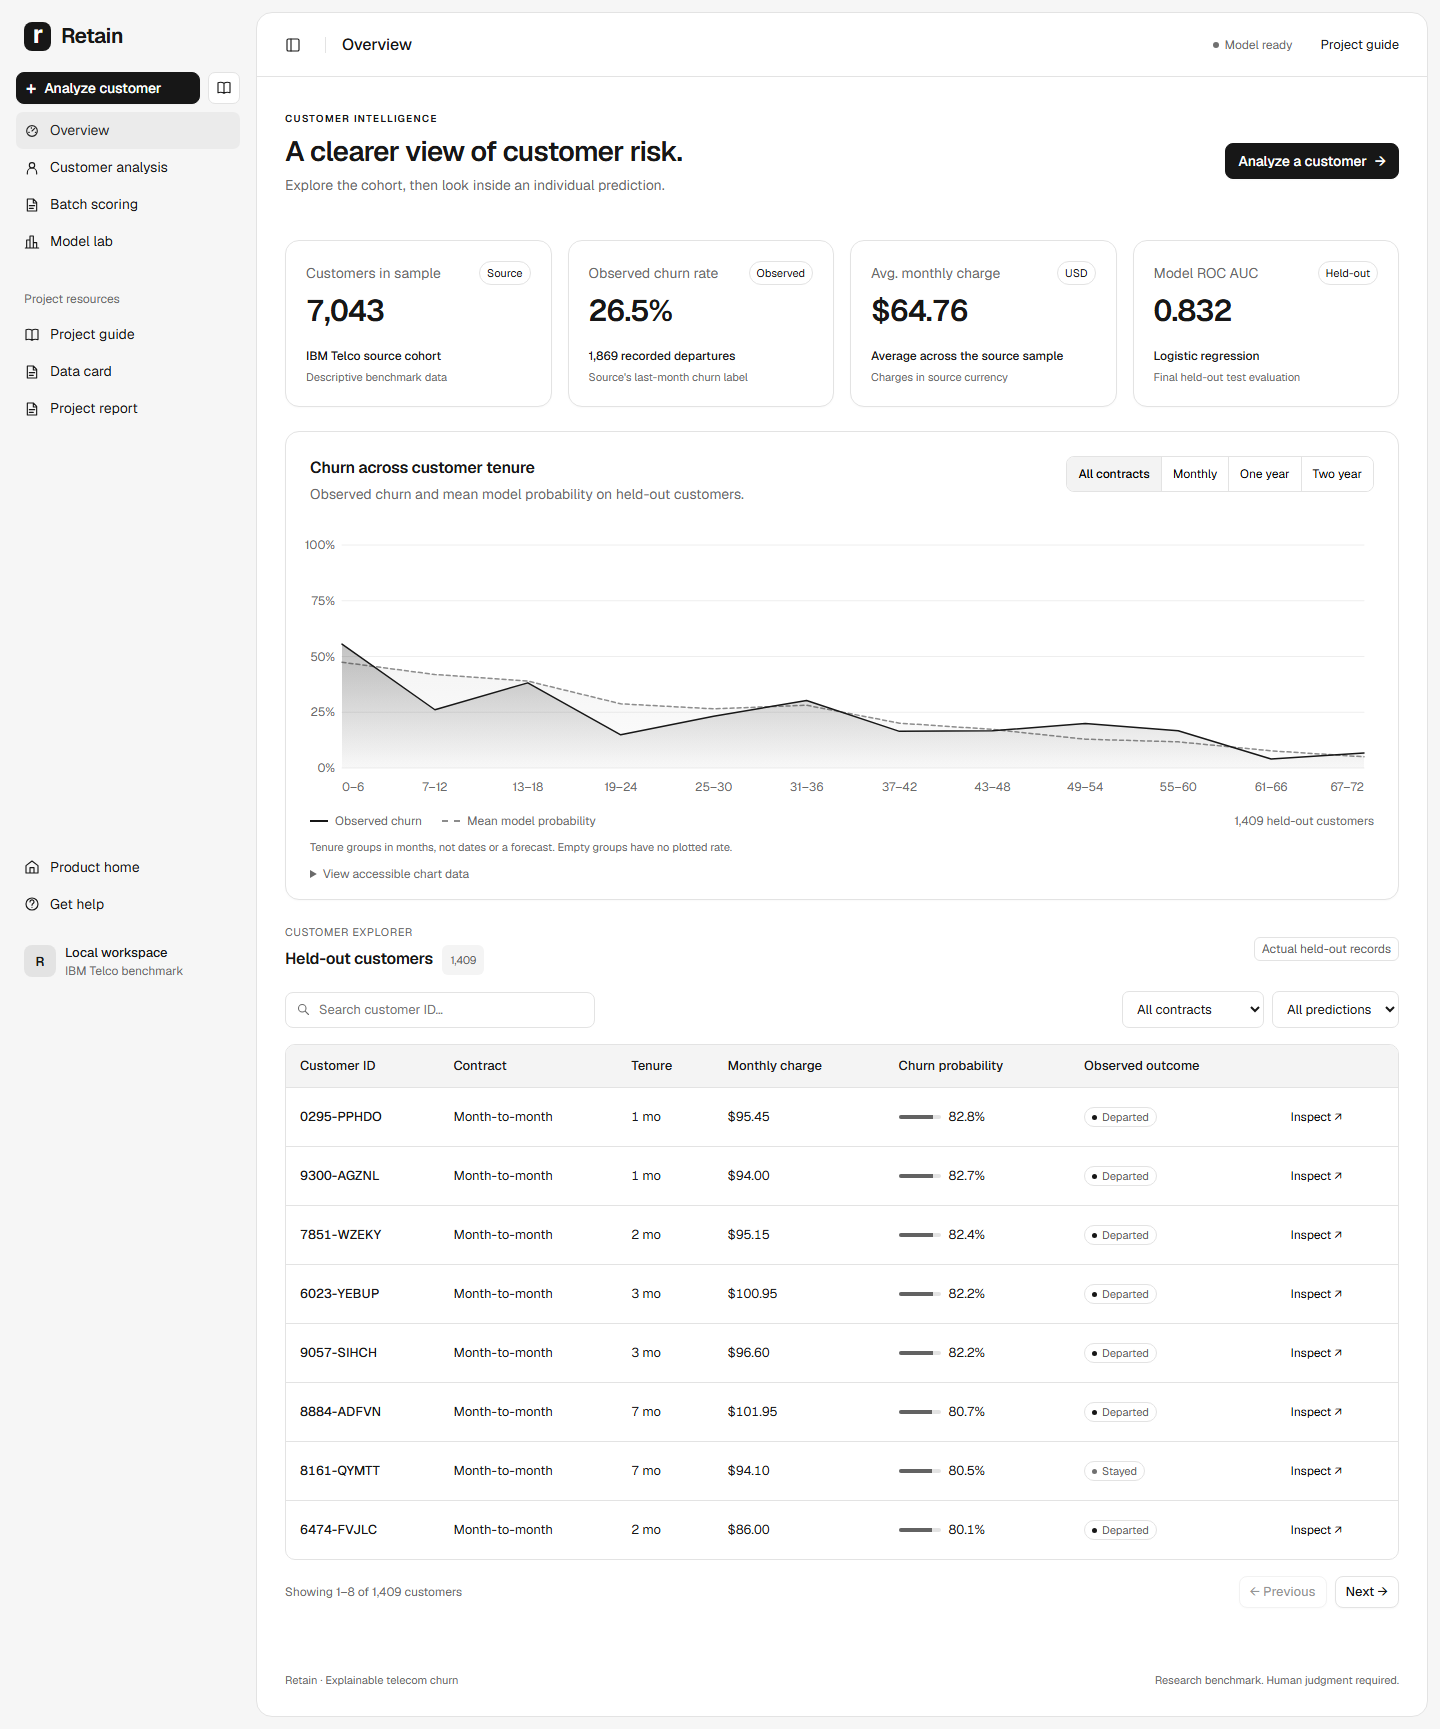 r Retain
+ Analyze customer
Overview
Customer analysis
Batch scoring
Model lab
Project resources
Project guide
Data card
Project report
Product home
Get help
R
Local workspace
IBM Telco benchmark
Overview
Model ready
Project guide
CUSTOMER INTELLIGENCE
A clearer view of customer risk.
Explore the cohort, then look inside an individual prediction.
Analyze a customer →
Customers in sample
Source
7,043
IBM Telco source cohort
Descriptive benchmark data
Observed churn rate
Observed
26.5%
1,869 recorded departures
Source's last-month churn label
Avg. monthly charge
USD
$64.76
Average across the source sample
Charges in source currency
Model ROC AUC
Held-out
0.832
Logistic regression
Final held-out test evaluation
Churn across customer tenure
Observed churn and mean model probability on held-out customers.
All contracts Monthly One year Two year
100%
75%
50%
25%
0%
0–6 7–12 13–18 19–24 25–30 31–36 37–42 43–48 49–54 55–60 61–66 67–72
Observed churn Mean model probability
1,409 held-out customers
Tenure groups in months, not dates or a forecast. Empty groups have no plotted rate.
▶ View accessible chart data
CUSTOMER EXPLORER
Held-out customers 1,409
Actual held-out records
Search customer ID…
All contracts
All predictions
Customer ID Contract Tenure Monthly charge Churn probability Observed outcome
0295-PPHDO Month-to-month 1 mo $95.45 82.8% Departed Inspect ↗
9300-AGZNL Month-to-month 1 mo $94.00 82.7% Departed Inspect ↗
7851-WZEKY Month-to-month 2 mo $95.15 82.4% Departed Inspect ↗
6023-YEBUP Month-to-month 3 mo $100.95 82.2% Departed Inspect ↗
9057-SIHCH Month-to-month 3 mo $96.60 82.2% Departed Inspect ↗
8884-ADFVN Month-to-month 7 mo $101.95 80.7% Departed Inspect ↗
8161-QYMTT Month-to-month 7 mo $94.10 80.5% Stayed Inspect ↗
6474-FVJLC Month-to-month 2 mo $86.00 80.1% Departed Inspect ↗
Showing 1–8 of 1,409 customers
← Previous
Next →
Retain · Explainable telecom churn
Research benchmark. Human judgment required.